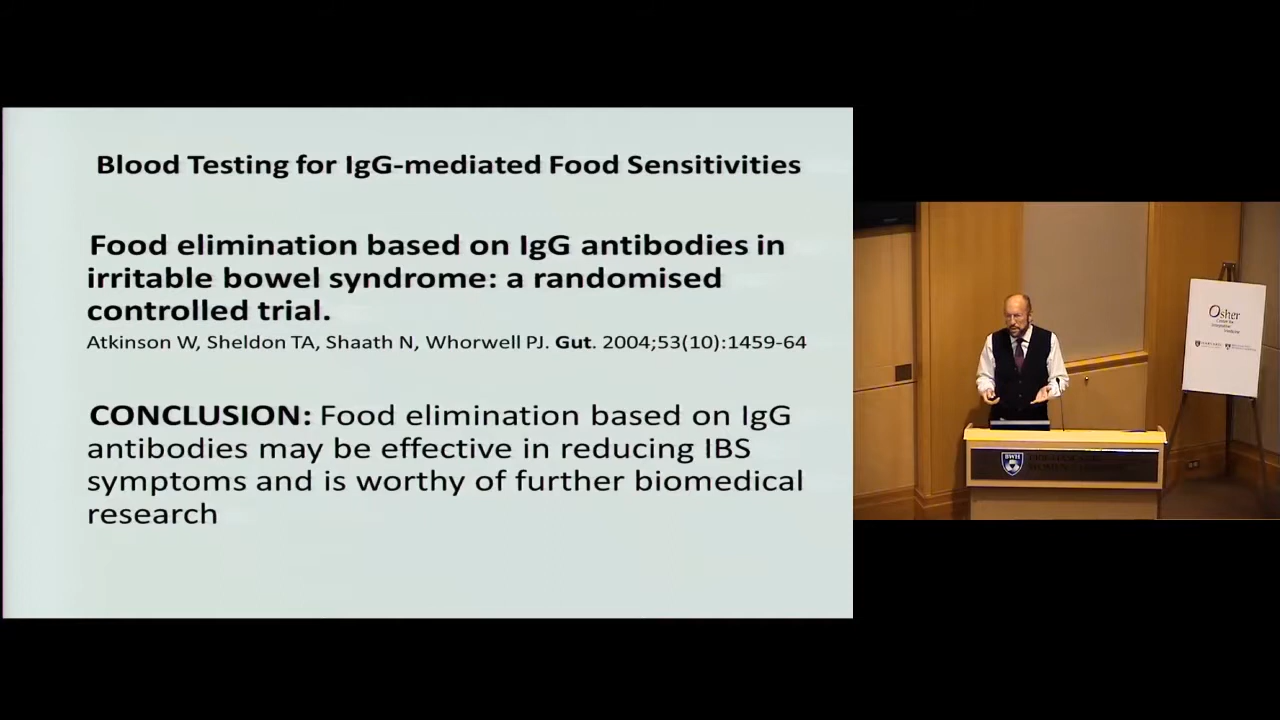 Blood Testing for IgG-mediated Food Sensitivities
Food elimination based on IgG antibodies in
irritable bowel syndrome: a randomised
controlled trial.
Atkinson W, Sheldon TA, Shaath N, Whorwell PJ. Gut. 2004;53(10):1459-64
CONCLUSION: Food elimination based on IgG
antibodies may be effective in reducing IBS
symptoms and is worthy of further biomedical
research
Osher
BWH